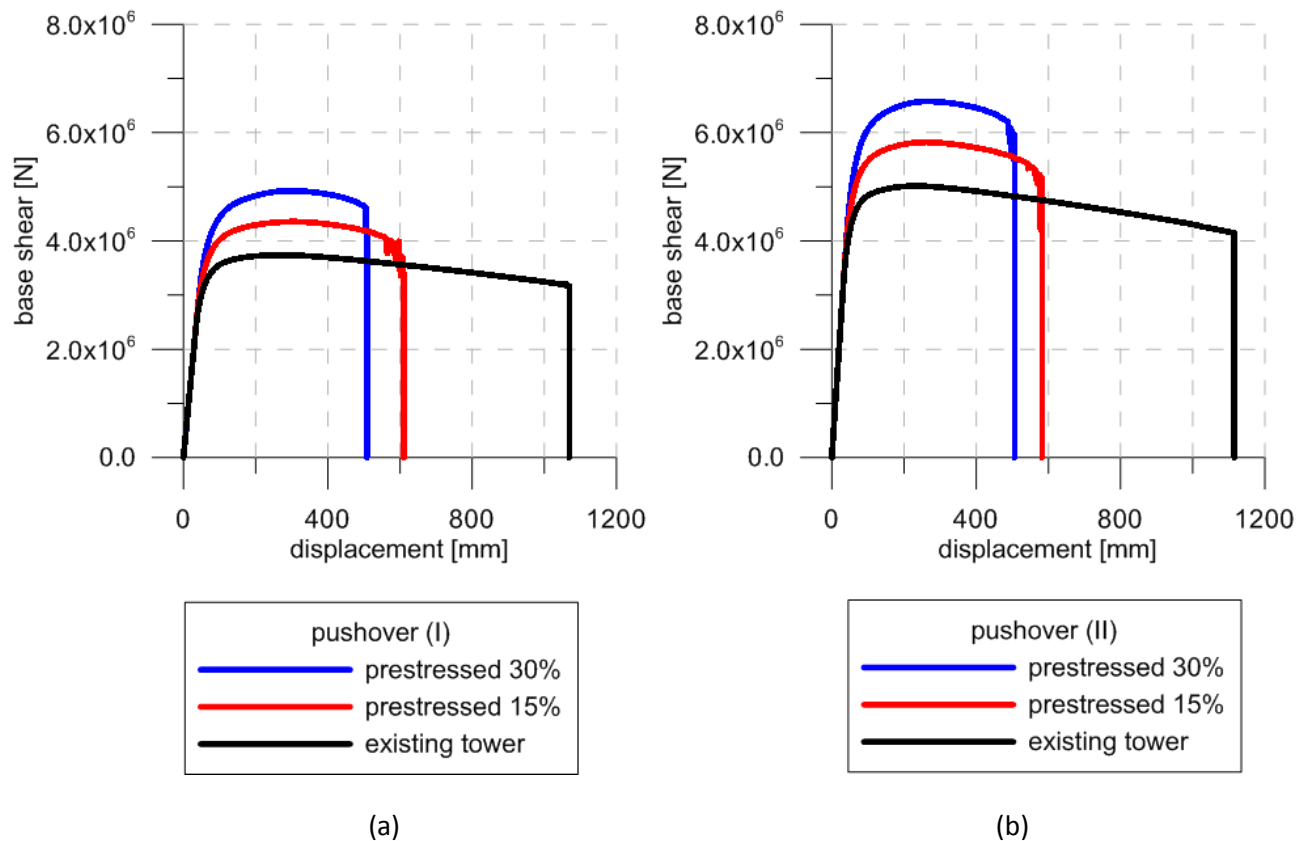 8.0x10⁶
6.0x10⁶
4.0x10⁶
2.0x10⁶
0.0
base shear [N]
0 400 800 1200
displacement [mm]
pushover (I)
prestressed 30%
prestressed 15%
existing tower
(a)
8.0x10⁶
6.0x10⁶
4.0x10⁶
2.0x10⁶
0.0
base shear [N]
0 400 800 1200
displacement [mm]
pushover (II)
prestressed 30%
prestressed 15%
existing tower
(b)